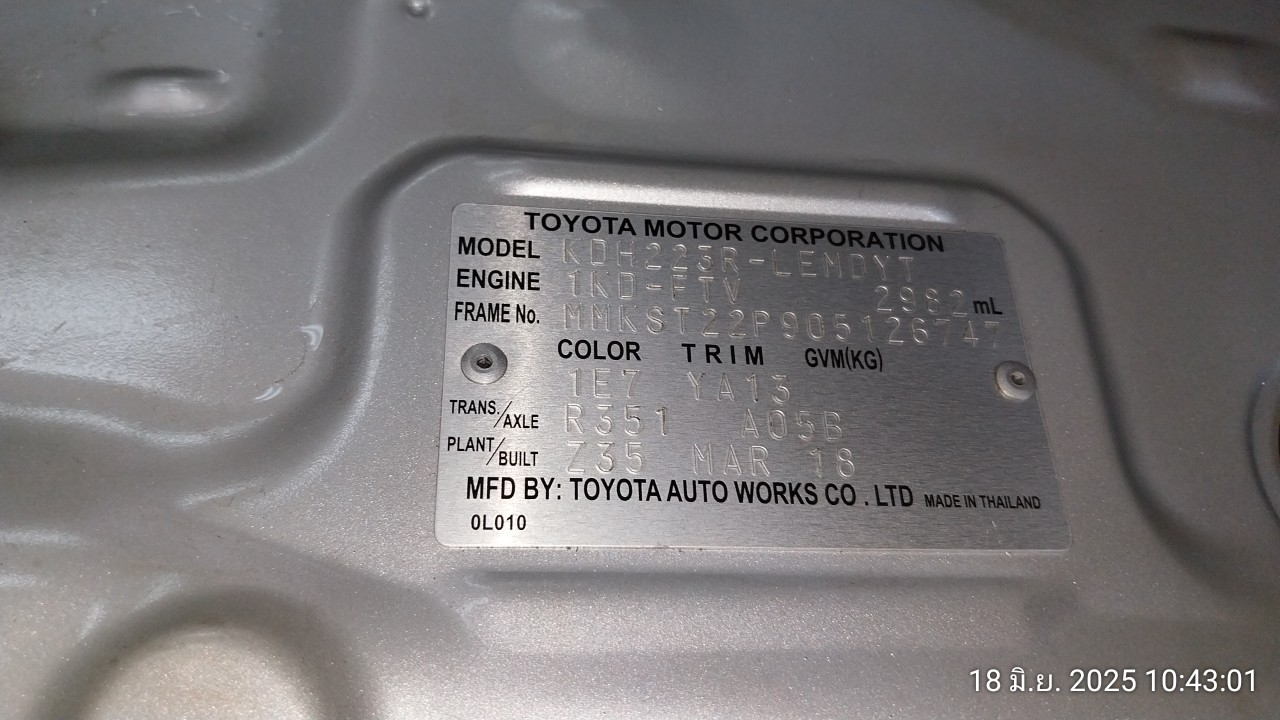 TOYOTA MOTOR CORPORATION
MODEL KDH223R-LEMDYT
ENGINE 1KD-FTV 2982 mL
FRAME No. MMKST22P905126747
COLOR TRIM GVM(KG)
1E7 YA13
TRANS./AXLE R351 A05B
PLANT/BUILT Z35 MAR 18
MFD BY: TOYOTA AUTO WORKS CO . LTD MADE IN THAILAND
0L010
18 มิ.ย. 2025 10:43:01